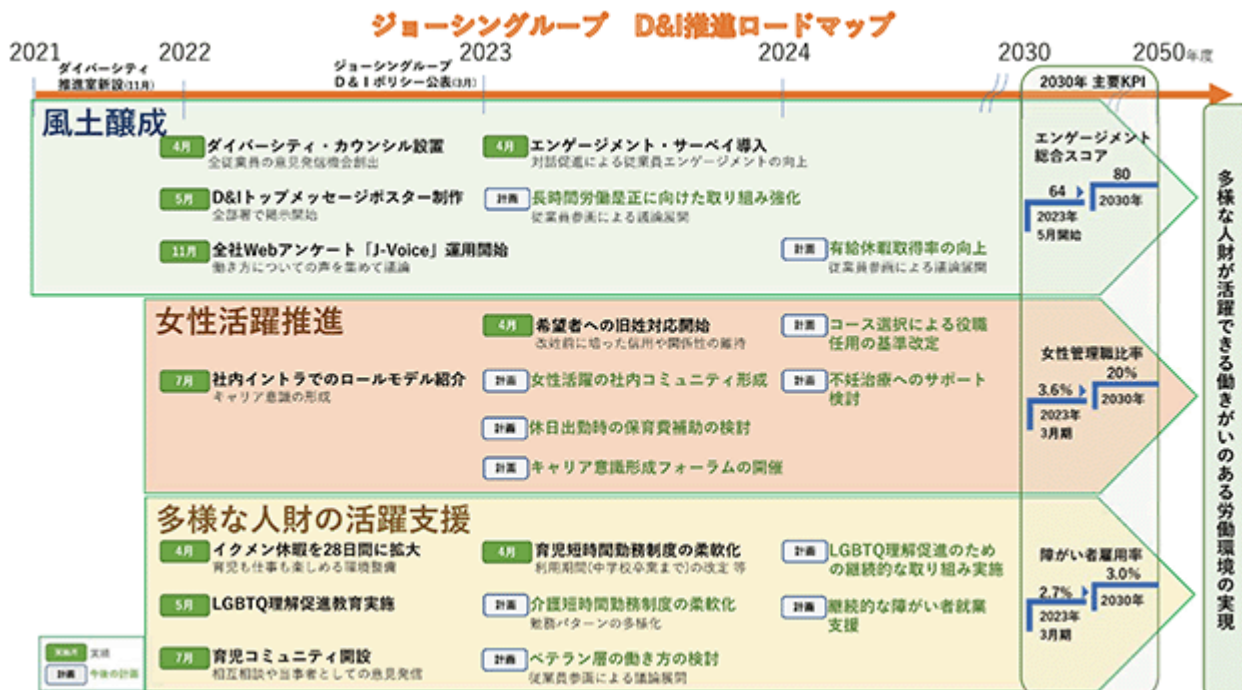 ジョーシングループ D&I推進ロードマップ
2021 2022 2023 2024 2030 2050年度
ダイバーシティ
推進室新設(11月)
ジョーシングループ
D&Iポリシー公表(3月)
2030年 主要KPI
風土醸成
4月 ダイバーシティ・カウンシル設置
全従業員の意見発信機会創出
5月 D&Iトップメッセージポスター制作
全部署で掲示開始
11月 全社Webアンケート「J-Voice」運用開始
働き方についての声を集めて議論
4月 エンゲージメント・サーベイ導入
対話促進による従業員エンゲージメントの向上
計画 長時間労働是正に向けた取り組み強化
従業員参画による議論展開
計画 有給休暇取得率の向上
従業員参画による議論展開
エンゲージメント
総合スコア
64 80
2023年
5月開始
2030年
女性活躍推進
7月 社内イントラでのロールモデル紹介
キャリア意識の形成
4月 希望者への旧姓対応開始
改姓前に培った信用や関係性の維持
計画 女性活躍の社内コミュニティ形成
計画 休日出勤時の保育費補助の検討
計画 キャリア意識形成フォーラムの開催
計画 コース選択による役職
任用の基準改定
計画 不妊治療へのサポート
検討
女性管理職比率
3.6% 20%
2023年
3月期
2030年
多様な人財の活躍支援
4月 イクメン休暇を28日間に拡大
育児も仕事も楽しめる環境整備
5月 LGBTQ理解促進教育実施
7月 育児コミュニティ開設
相互相談や当事者としての意見発信
4月 育児短時間勤務制度の柔軟化
利用期間(中学校卒業まで)の改定 等
計画 介護短時間勤務制度の柔軟化
勤務パターンの多様化
計画 ベテラン層の働き方の検討
従業員参画による議論展開
計画 LGBTQ理解促進のため
の継続的な取り組み実施
計画 継続的な障がい者就業
支援
障がい者雇用率
2.7% 3.0%
2023年
3月期
2030年
多様な人財が活躍できる働きがいのある労働環境の実現
実施月 実績
計画 今後の計画